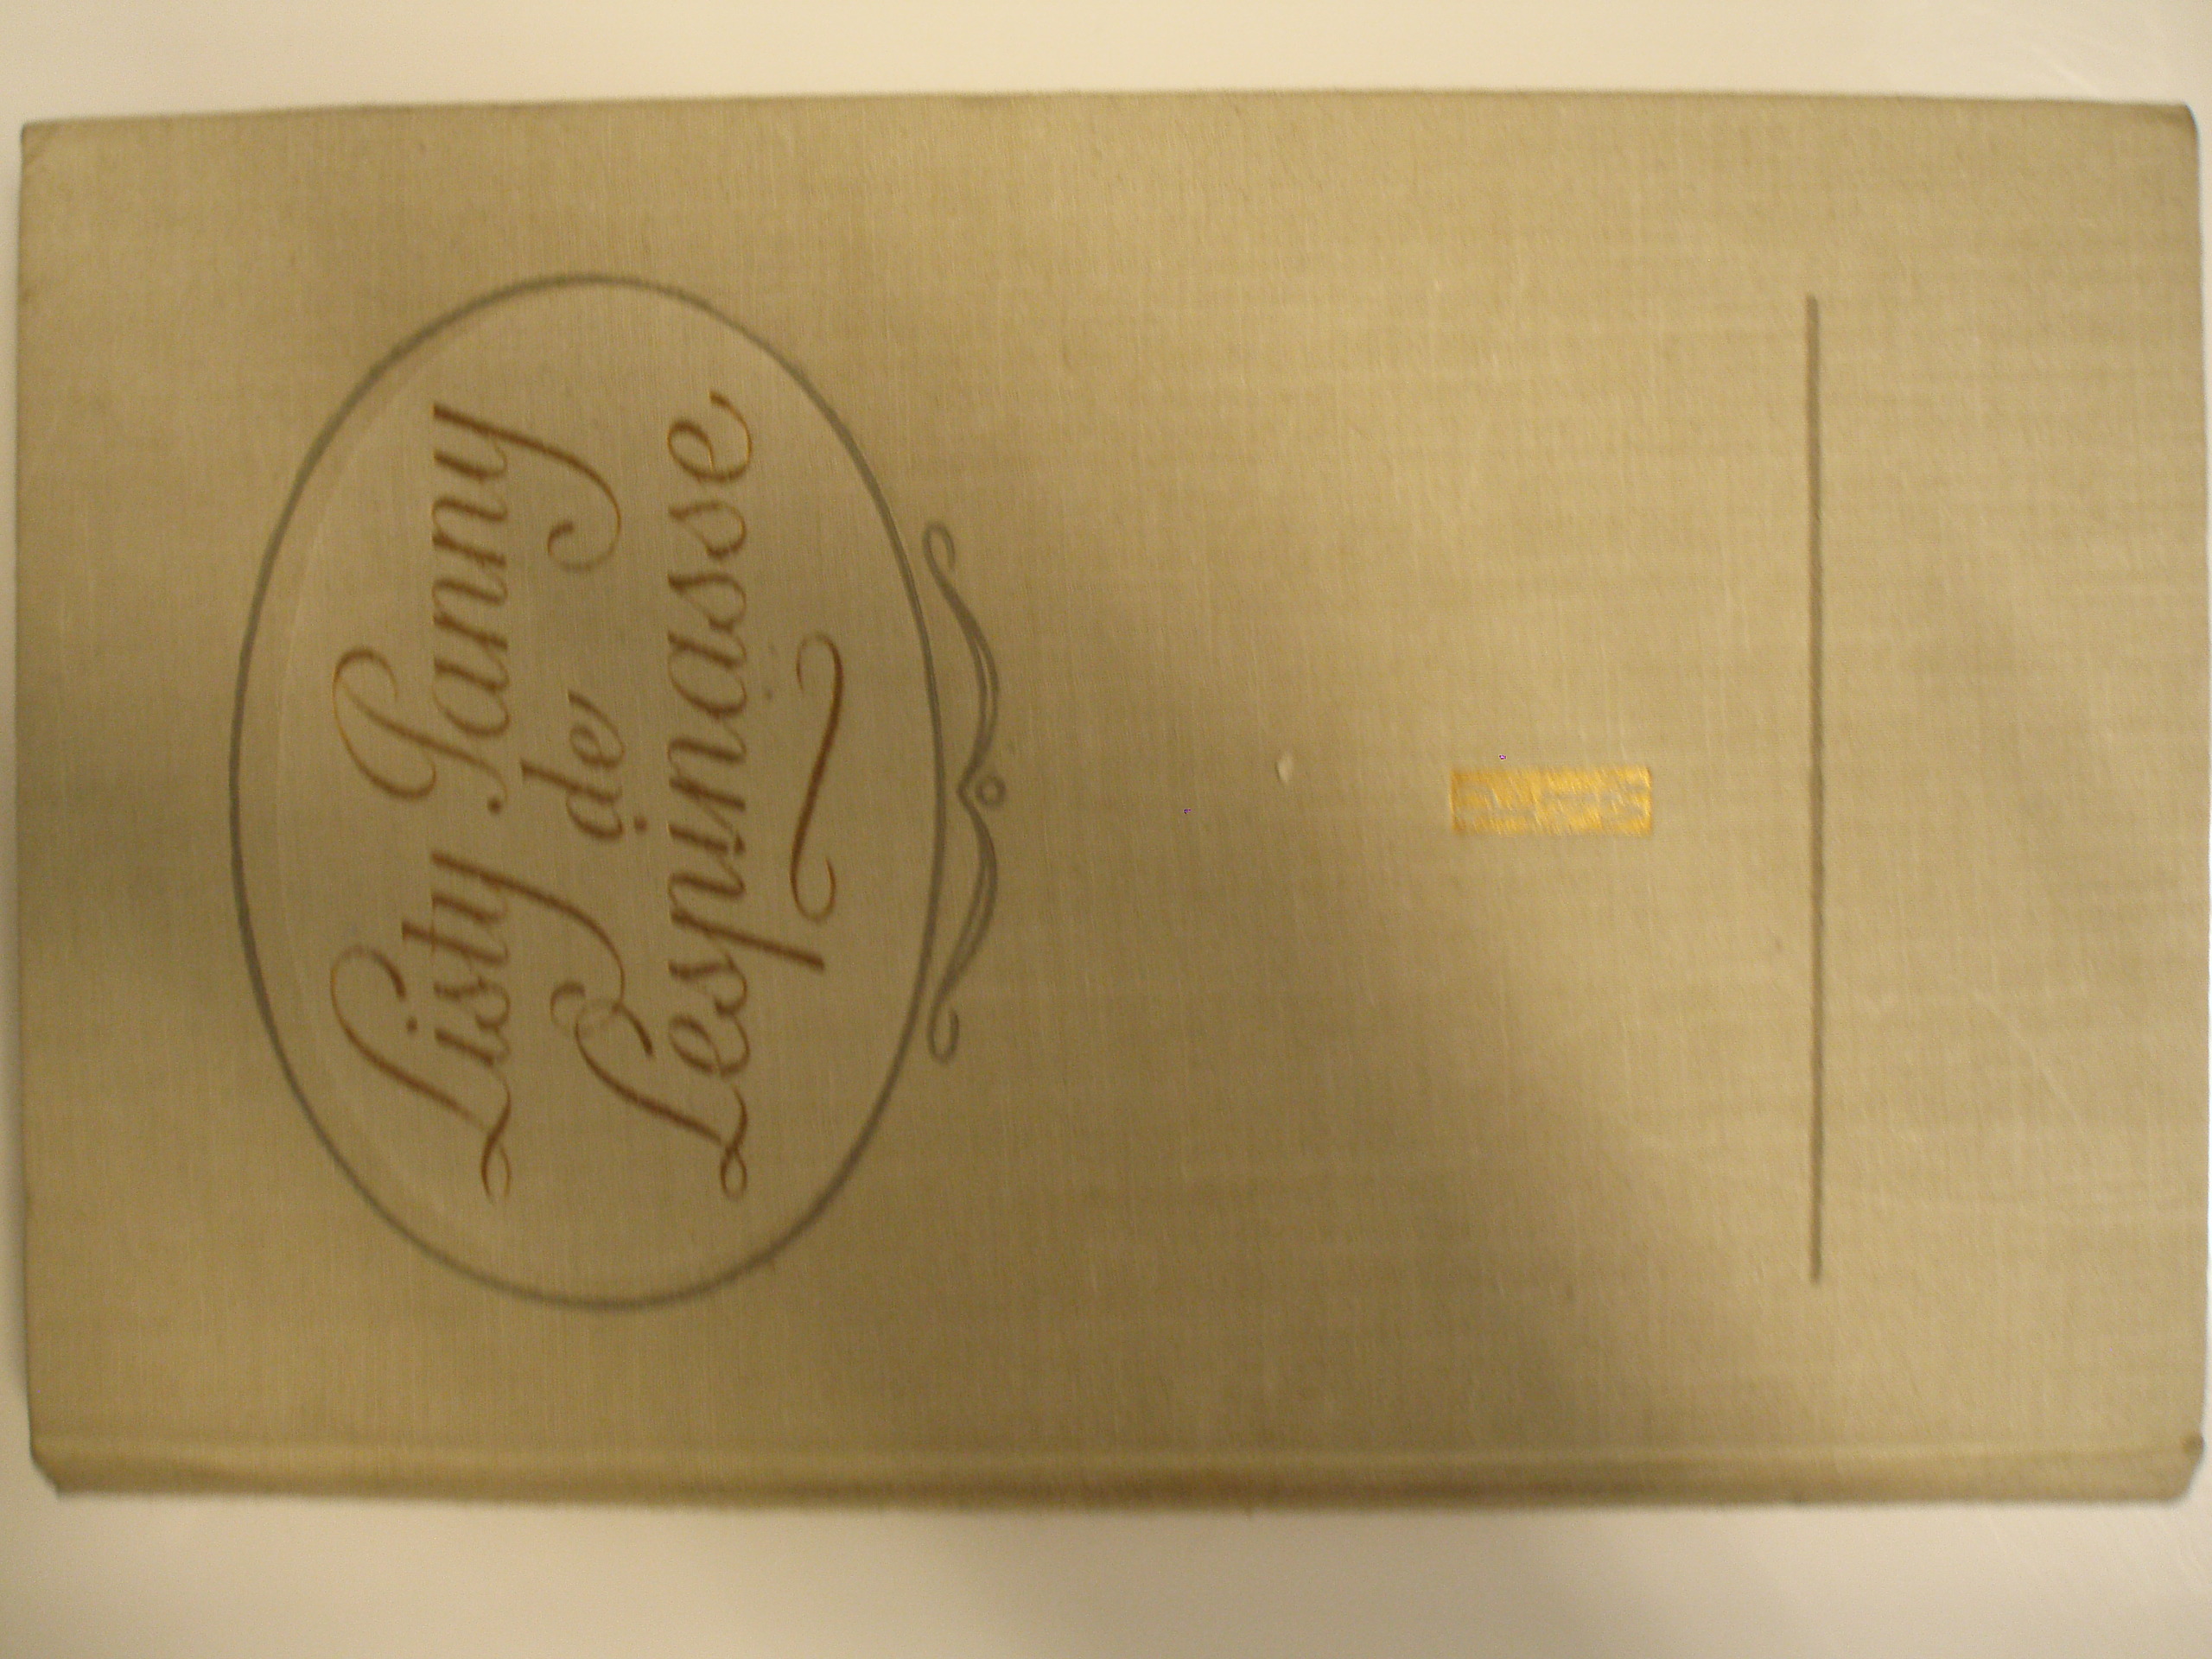 Listy Panny
de
Lespinasse